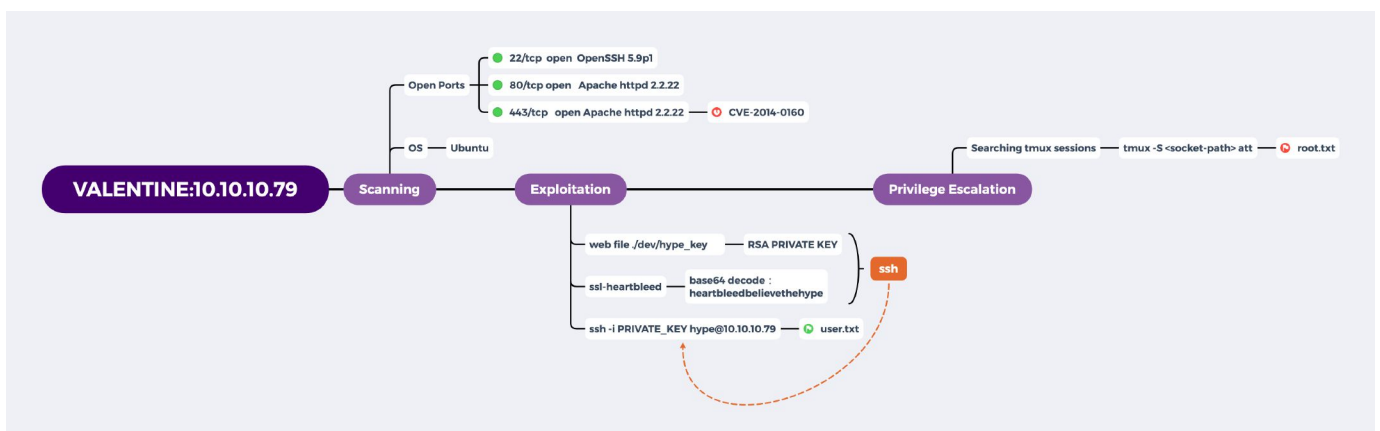 VALENTINE:10.10.10.79
Scanning
Open Ports
22/tcp open OpenSSH 5.9p1
80/tcp open Apache httpd 2.2.22
443/tcp open Apache httpd 2.2.22
CVE-2014-0160
OS
Ubuntu
Exploitation
web file ./dev/hype_key
RSA PRIVATE KEY
ssl-heartbleed
base64 decode：
heartbleedbelievethehype
ssh
ssh -i PRIVATE_KEY hype@10.10.10.79
user.txt
Privilege Escalation
Searching tmux sessions
tmux -S <socket-path> att
root.txt